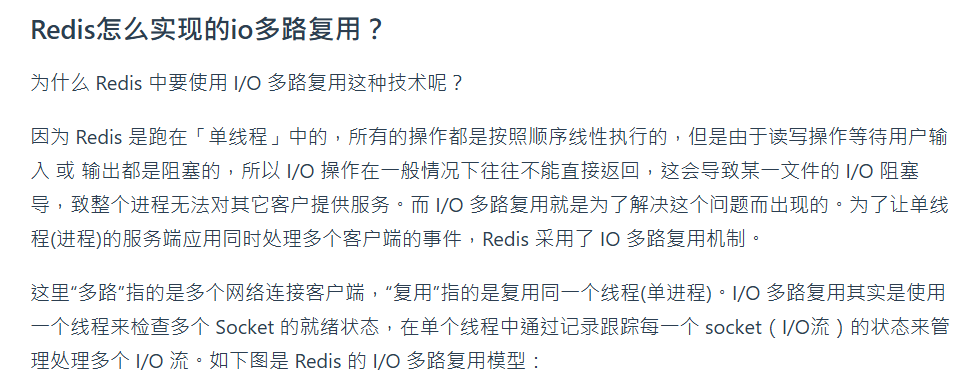 Redis怎么实现的io多路复用？
为什么 Redis 中要使用 I/O 多路复用这种技术呢？
因为 Redis 是跑在「单线程」中的，所有的操作都是按照顺序线性执行的，但是由于读写操作等待用户输
入 或 输出都是阻塞的，所以 I/O 操作在一般情况下往往不能直接返回，这会导致某一文件的 I/O 阻塞
导，致整个进程无法对其它客户提供服务。而 I/O 多路复用就是为了解决这个问题而出现的。为了让单线
程(进程)的服务端应用同时处理多个客户端的事件，Redis 采用了 IO 多路复用机制。
这里“多路”指的是多个网络连接客户端，“复用”指的是复用同一个线程(单进程)。I/O 多路复用其实是使用
一个线程来检查多个 Socket 的就绪状态，在单个线程中通过记录跟踪每一个 socket（I/O流）的状态来管
理处理多个 I/O 流。如下图是 Redis 的 I/O 多路复用模型：